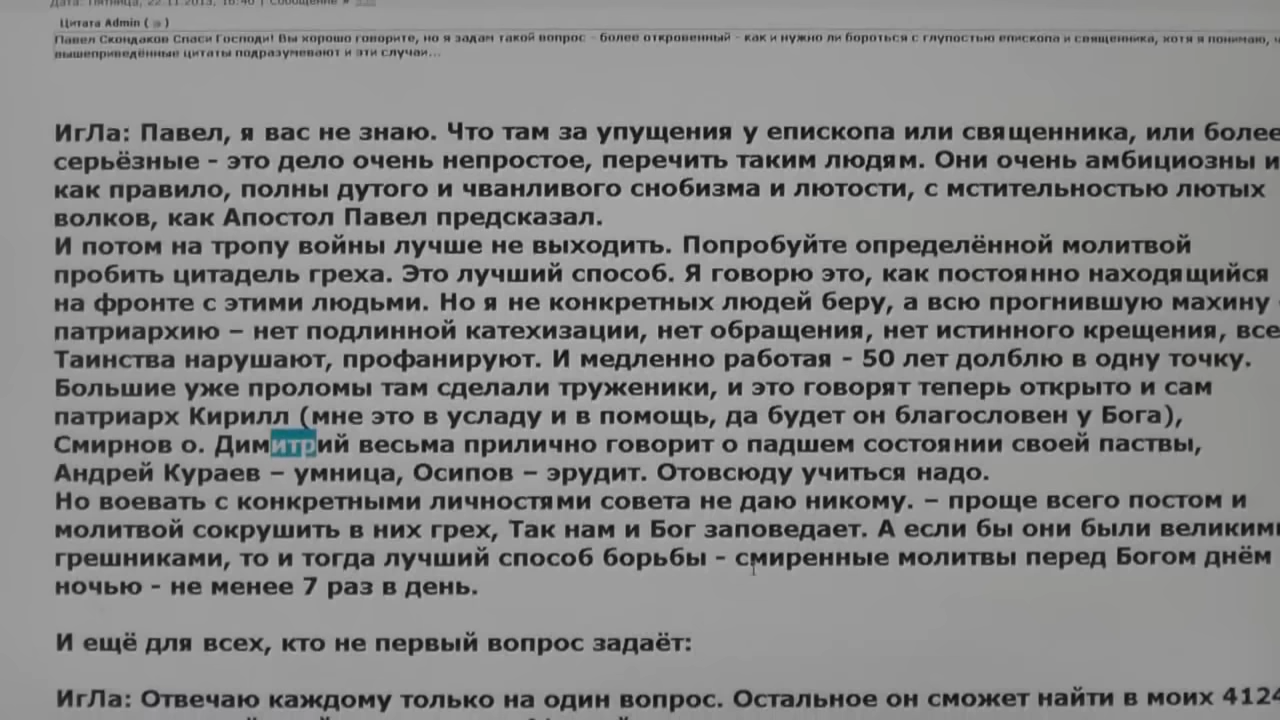 Дата: Пятница, 22.11.2013, 16:40 | Сообщение #
Цитата Admin ( )
Павел Скондаков Спаси Господи! Вы хорошо говорите, но я задам такой вопрос - более откровенный - как и нужно ли бороться с глупостью епископа и священника, хотя я понимаю,
вышеприведённые цитаты подразумевают и эти случаи...
ИгЛа: Павел, я вас не знаю. Что там за упущения у епископа или священника, или более
серьёзные - это дело очень непростое, перечить таким людям. Они очень амбициозны и
как правило, полны дутого и чванливого снобизма и лютости, с мстительностью лютых
волков, как Апостол Павел предсказал.
И потом на тропу войны лучше не выходить. Попробуйте определённой молитвой
пробить цитадель греха. Это лучший способ. Я говорю это, как постоянно находящийся
на фронте с этими людьми. Но я не конкретных людей беру, а всю прогнившую махину
патриархию – нет подлинной катехизации, нет обращения, нет истинного крещения, все
Таинства нарушают, профанируют. И медленно работая - 50 лет долблю в одну точку.
Большие уже проломы там сделали труженики, и это говорят теперь открыто и сам
патриарх Кирилл (мне это в усладу и в помощь, да будет он благословен у Бога),
Смирнов о. Димитрий весьма прилично говорит о падшем состоянии своей паствы,
Андрей Кураев – умница, Осипов – эрудит. Отовсюду учиться надо.
Но воевать с конкретными личностями совета не даю никому. – проще всего постом и
молитвой сокрушить в них грех, Так нам и Бог заповедает. А если бы они были великими
грешниками, то и тогда лучший способ борьбы - смиренные молитвы перед Богом днём
ночью - не менее 7 раз в день.
И ещё для всех, кто не первый вопрос задаёт:
ИгЛа: Отвечаю каждому только на один вопрос. Остальное он сможет найти в моих 4124